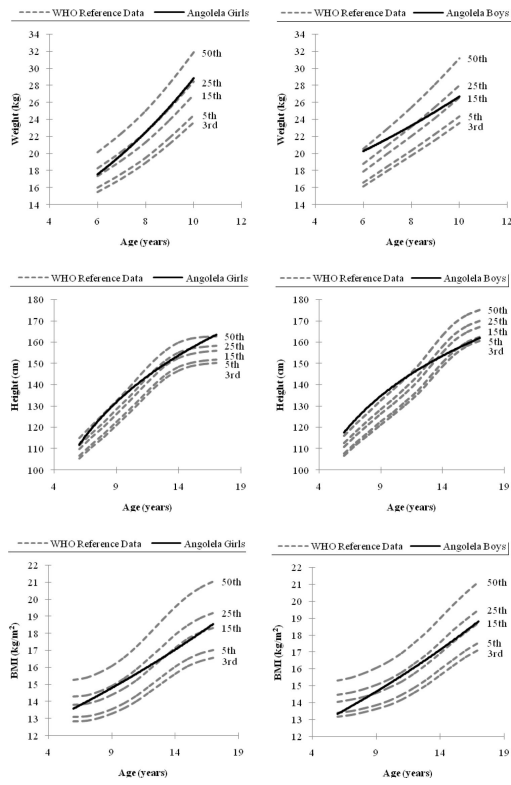 WHO Reference Data Angolela Girls
32
30
28
26
24
22
20
18
16
14
34
Weight (kg)
50th
25th
15th
5th
3rd
4 6 8 10 12
Age (years)
WHO Reference Data Angolela Boys
34
32
30
28
26
24
22
20
18
16
14
Weight (kg)
50th
25th
15th
5th
3rd
4 6 8 10 12
Age (years)
WHO Reference Data Angolela Girls
180
170
160
150
140
130
120
110
100
Height (cm)
50th
25th
15th
5th
3rd
4 9 14 19
Age (years)
WHO Reference Data Angolela Boys
180
170
160
150
140
130
120
110
100
Height (cm)
50th
25th
15th
5th
3rd
4 9 14 19
Age (years)
WHO Reference Data Angolela Girls
22
21
20
19
18
17
16
15
14
13
12
BMI (kg/m²)
50th
25th
15th
5th
3rd
4 9 14 19
Age (years)
WHO Reference Data Angolela Boys
22
21
20
19
18
17
16
15
14
13
12
BMI (kg/m²)
50th
25th
15th
5th
3rd
4 9 14 19
Age (years)